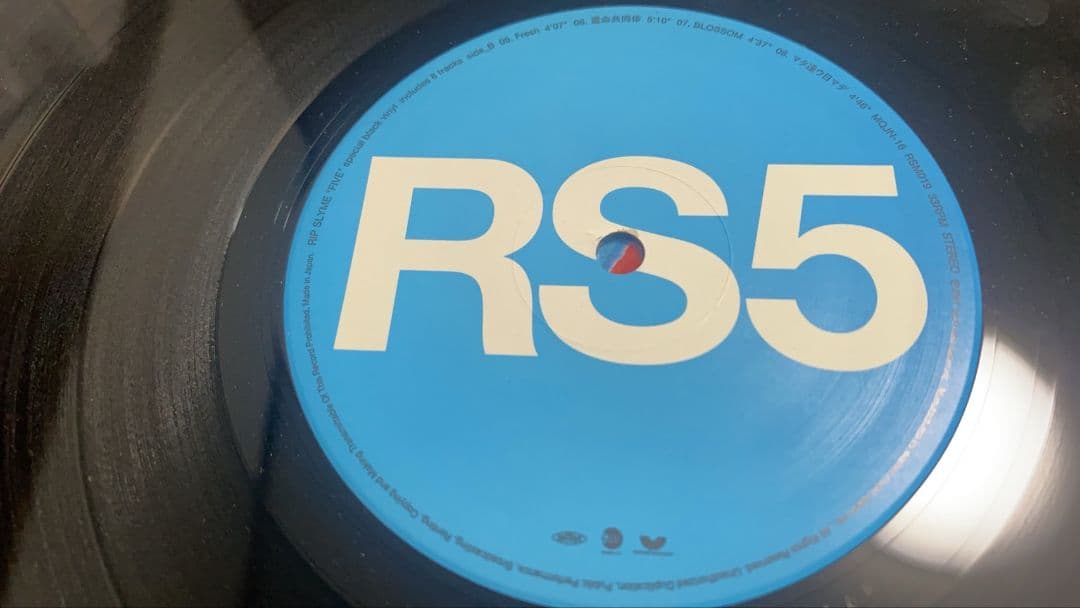 RS5
RIP SLYME "FIVE" special black vinyl includes 8 tracks side_B 05. Fresh 4'07" 06. 運命共同体 5'10" 07. BLOSSOM 4'37" 08. マタ逢ウ日マデ 4'46" MOJN-16 RSM019 33RPM STEREO
All Rights Reserved. Unauthorized Duplication, Public Performance, Broadcasting, Renting, Copying and Making Transmittable Of This Record Prohibited. Made in Japan.